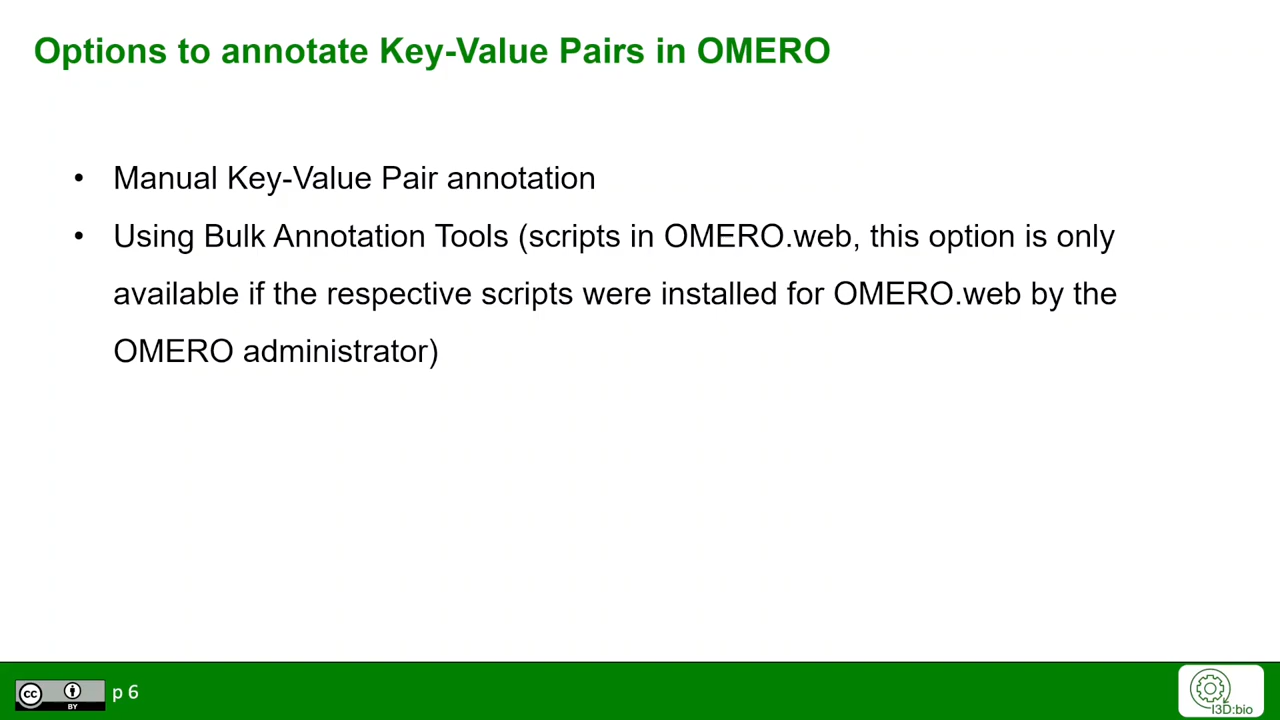 Options to annotate Key-Value Pairs in OMERO
• Manual Key-Value Pair annotation
• Using Bulk Annotation Tools (scripts in OMERO.web, this option is only
available if the respective scripts were installed for OMERO.web by the
OMERO administrator)
cc BY p 6
I3D:bio